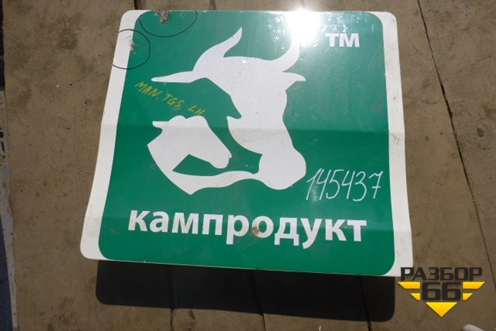 TM
MAN. TGS, LH
145437
кампродукт
РАЗБОР
66